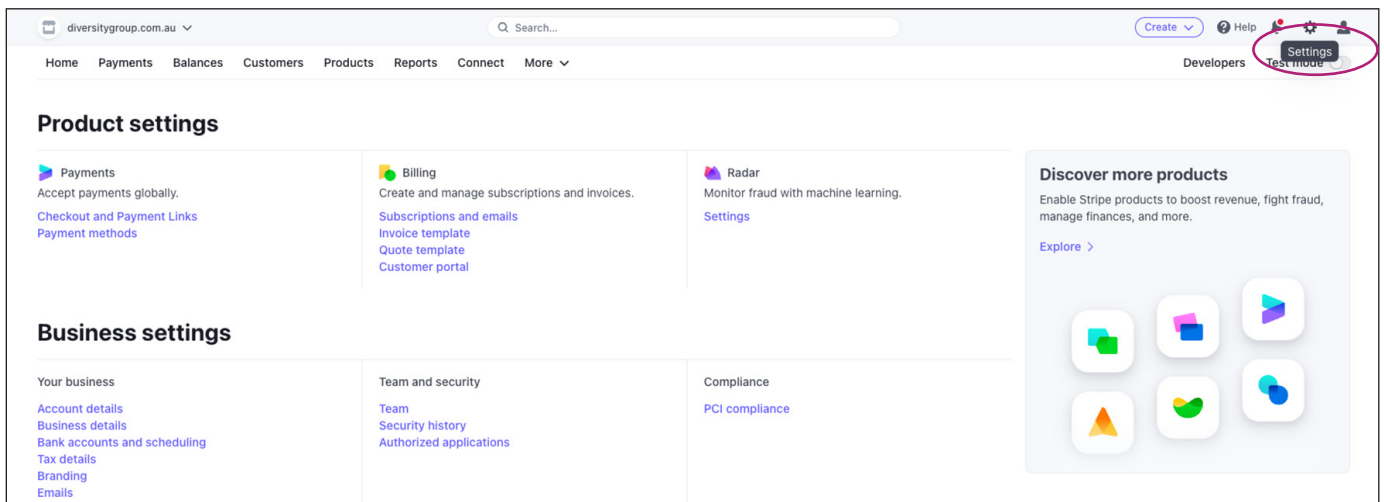 diversitygroup.com.au
Search...
Create
Help
Settings
Home Payments Balances Customers Products Reports Connect More
Developers Test mode
Product settings
Payments
Accept payments globally.
Checkout and Payment Links
Payment methods
Billing
Create and manage subscriptions and invoices.
Subscriptions and emails
Invoice template
Quote template
Customer portal
Radar
Monitor fraud with machine learning.
Settings
Discover more products
Enable Stripe products to boost revenue, fight fraud,
manage finances, and more.
Explore
Business settings
Your business
Account details
Business details
Bank accounts and scheduling
Tax details
Branding
Emails
Team and security
Team
Security history
Authorized applications
Compliance
PCI compliance